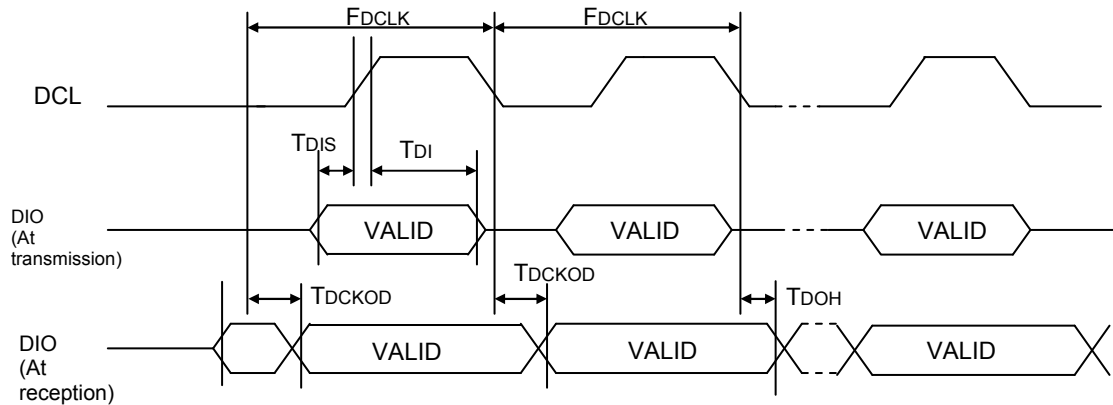 FDCLK FDCLK
DCL
TDIS TDI
DIO
(At
transmission)
VALID VALID VALID
TDCKOD TDCKOD TDOH
DIO
(At
reception)
VALID VALID VALID